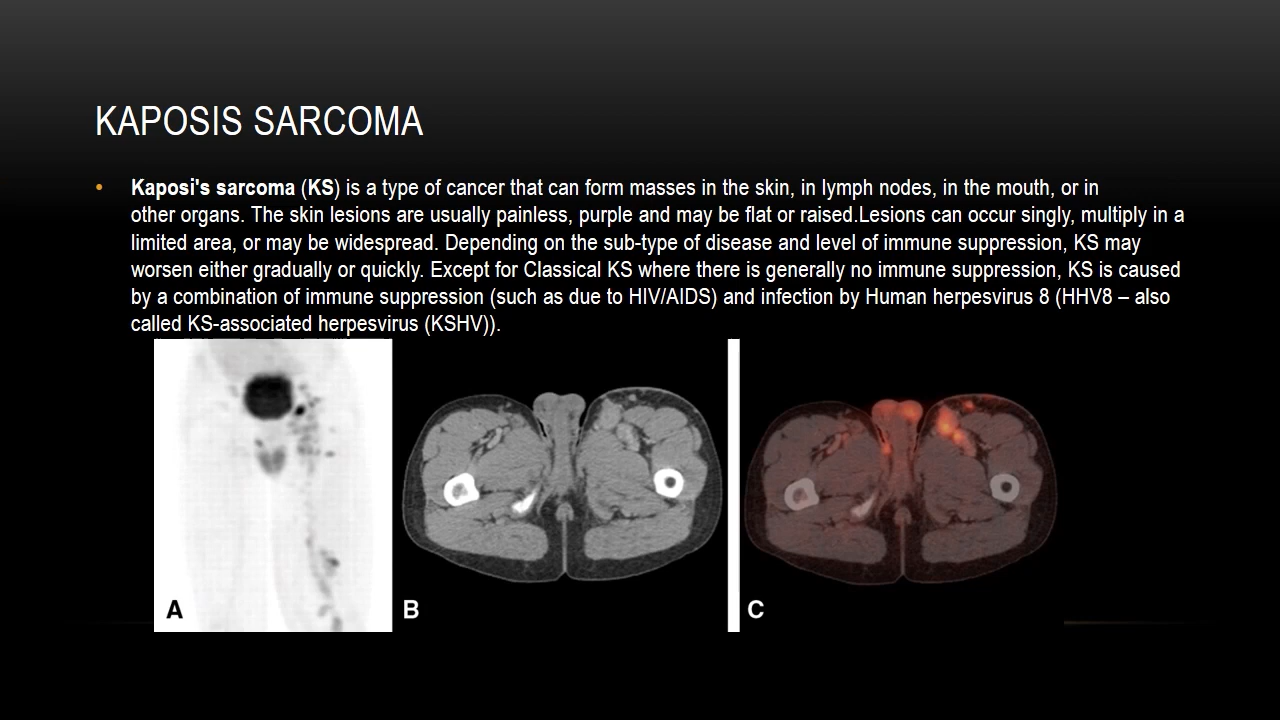 KAPOSIS SARCOMA
• Kaposi's sarcoma (KS) is a type of cancer that can form masses in the skin, in lymph nodes, in the mouth, or in
other organs. The skin lesions are usually painless, purple and may be flat or raised.Lesions can occur singly, multiply in a
limited area, or may be widespread. Depending on the sub-type of disease and level of immune suppression, KS may
worsen either gradually or quickly. Except for Classical KS where there is generally no immune suppression, KS is caused
by a combination of immune suppression (such as due to HIV/AIDS) and infection by Human herpesvirus 8 (HHV8 – also
called KS-associated herpesvirus (KSHV)).
A B C